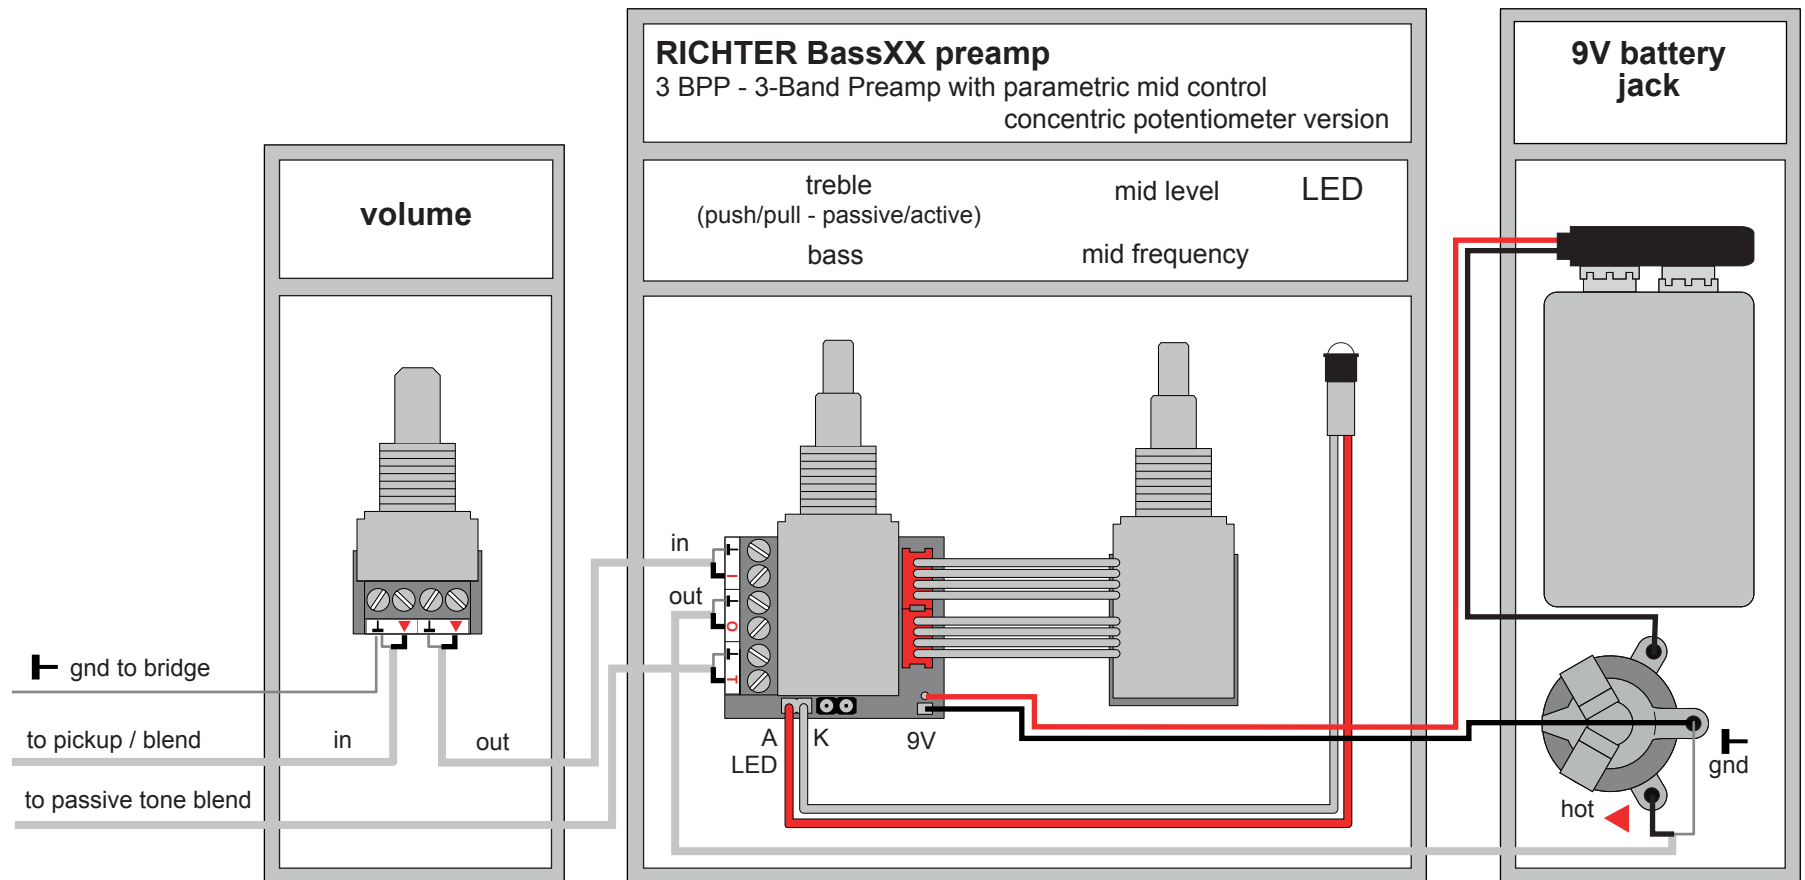 RICHTER BassXX preamp
3 BPP - 3-Band Preamp with parametric mid control
concentric potentiometer version
9V battery
jack
volume
treble
(push/pull - passive/active)
bass
mid level
mid frequency
LED
in
I
out
O
T
A
K
LED
9V
gnd to bridge
to pickup / blend
in
out
to passive tone blend
gnd
hot